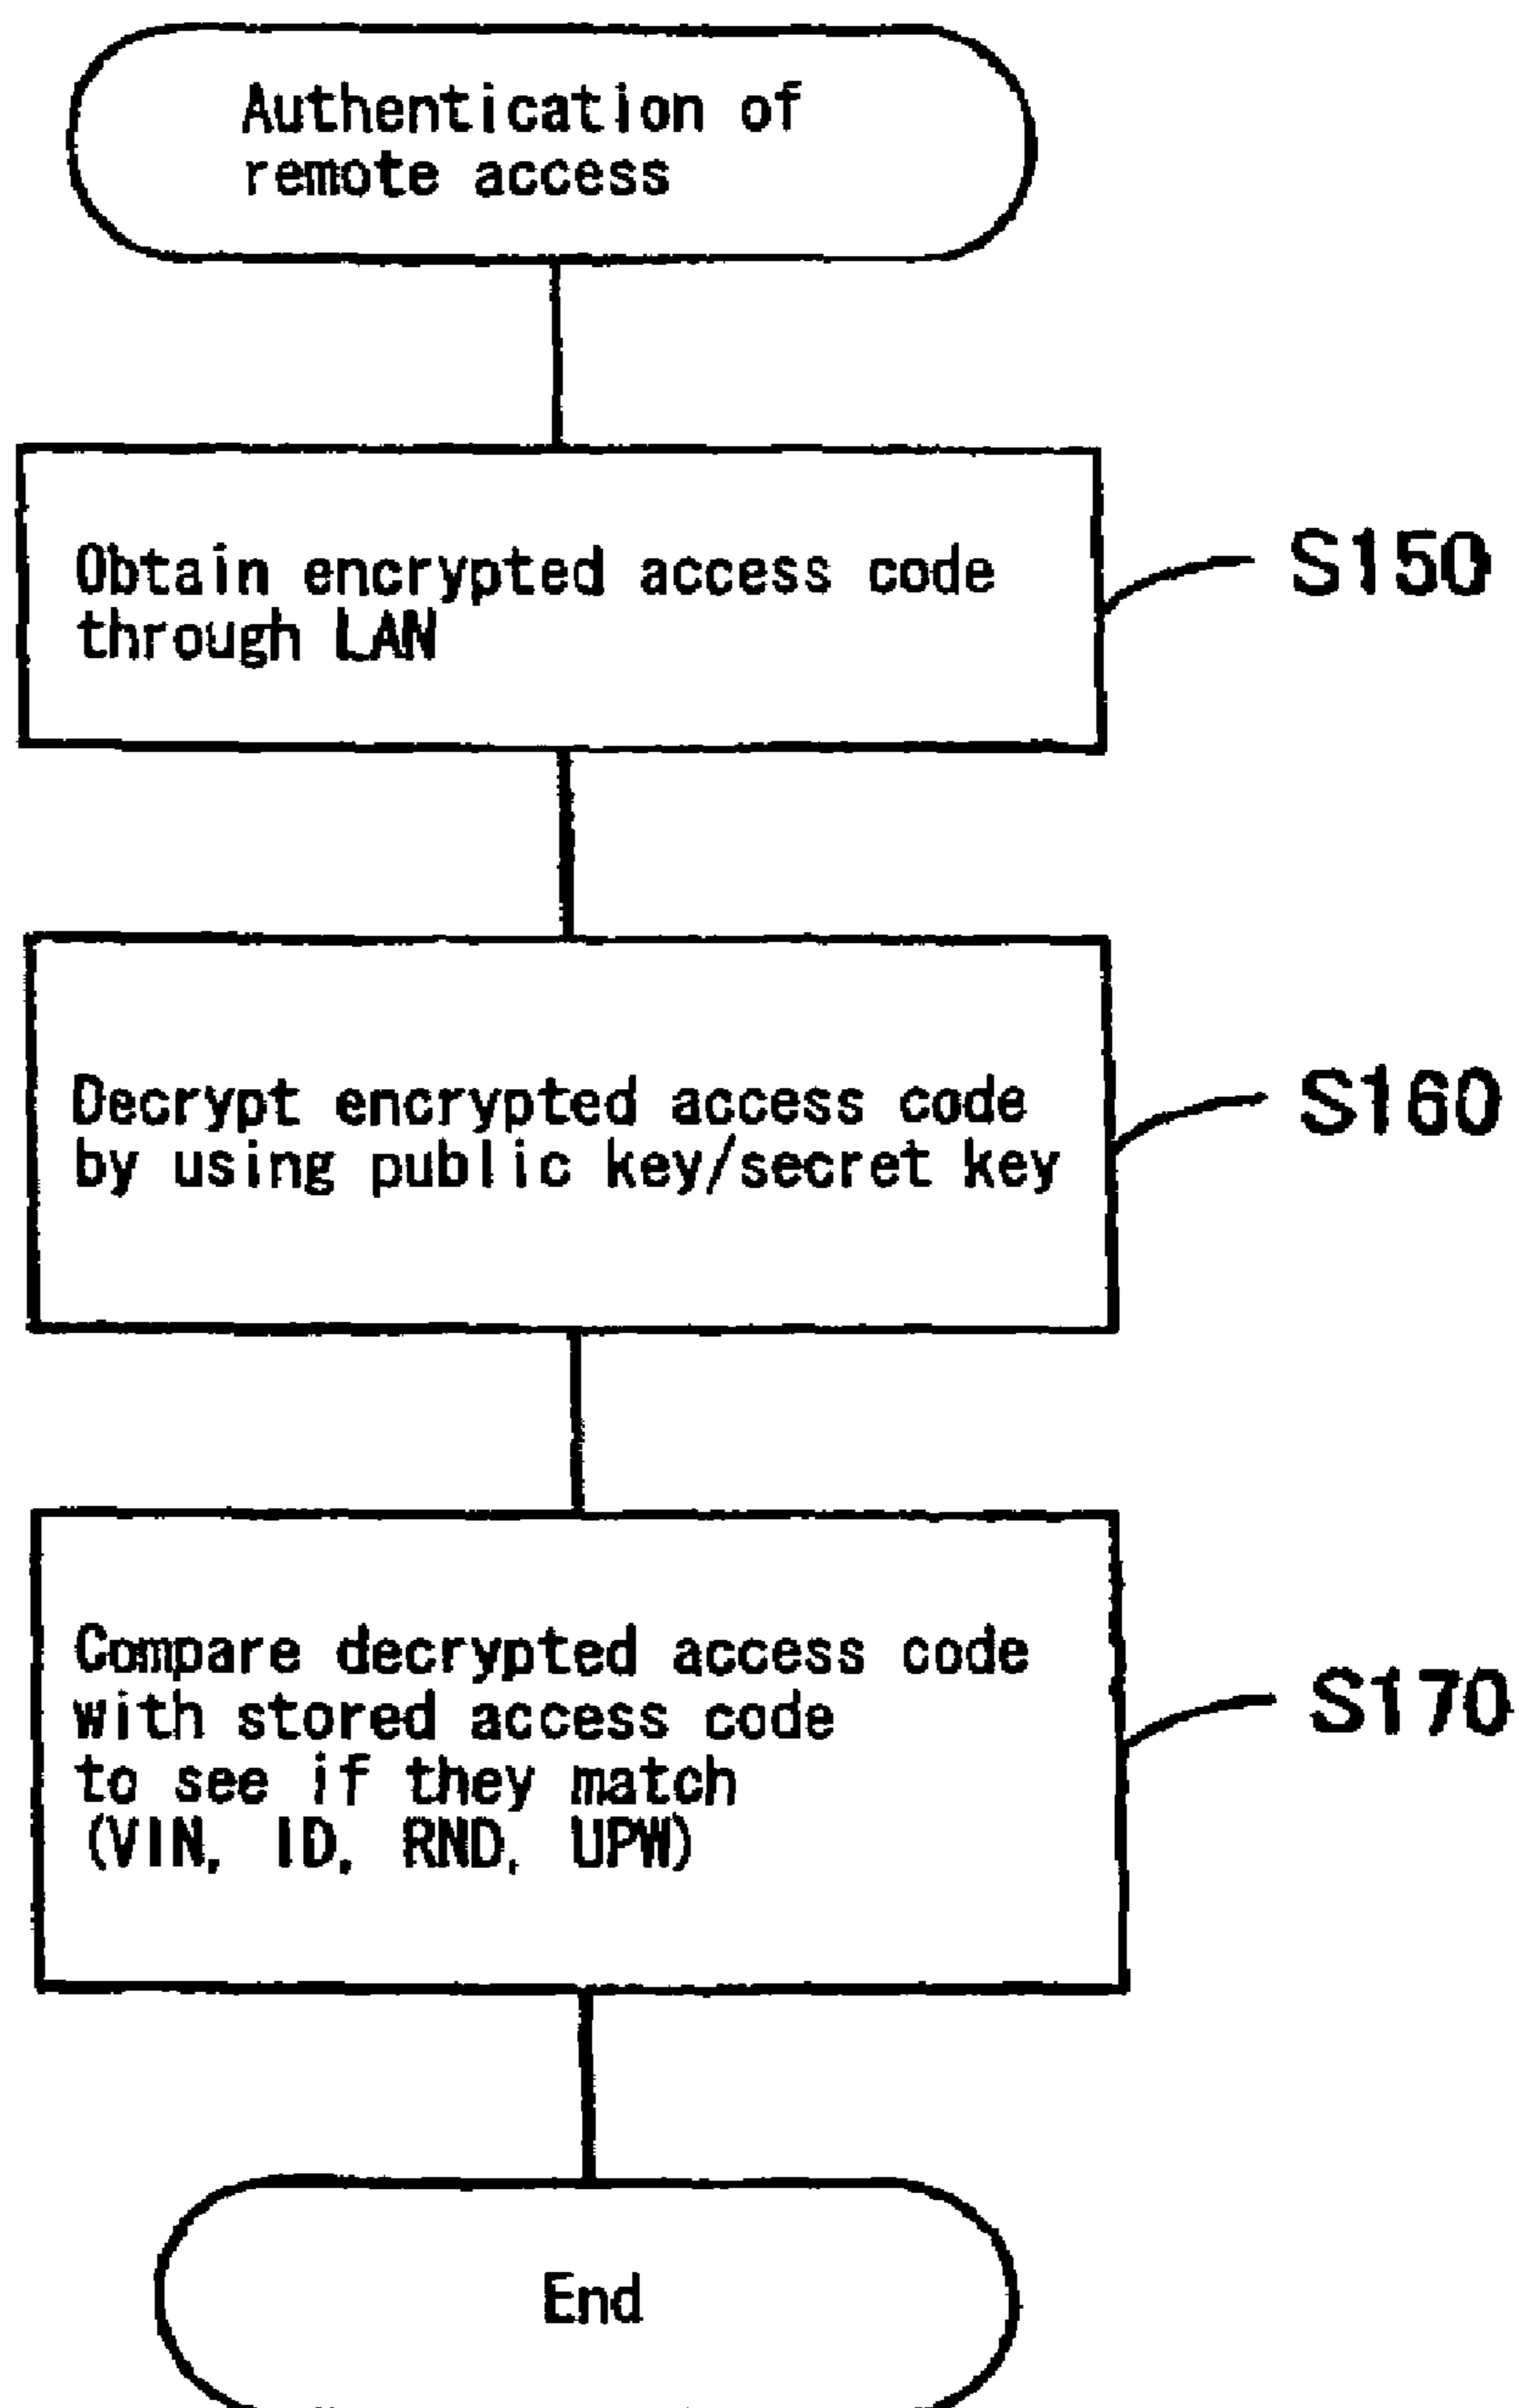 Authentication of
remote access
Obtain encrypted access code
through LAN
S150
Decrypt encrypted access code
by using public key/secret key
S160
Compare decrypted access code
with stored access code
to see if they match
(VIN, ID, RND, UPW)
S170
End